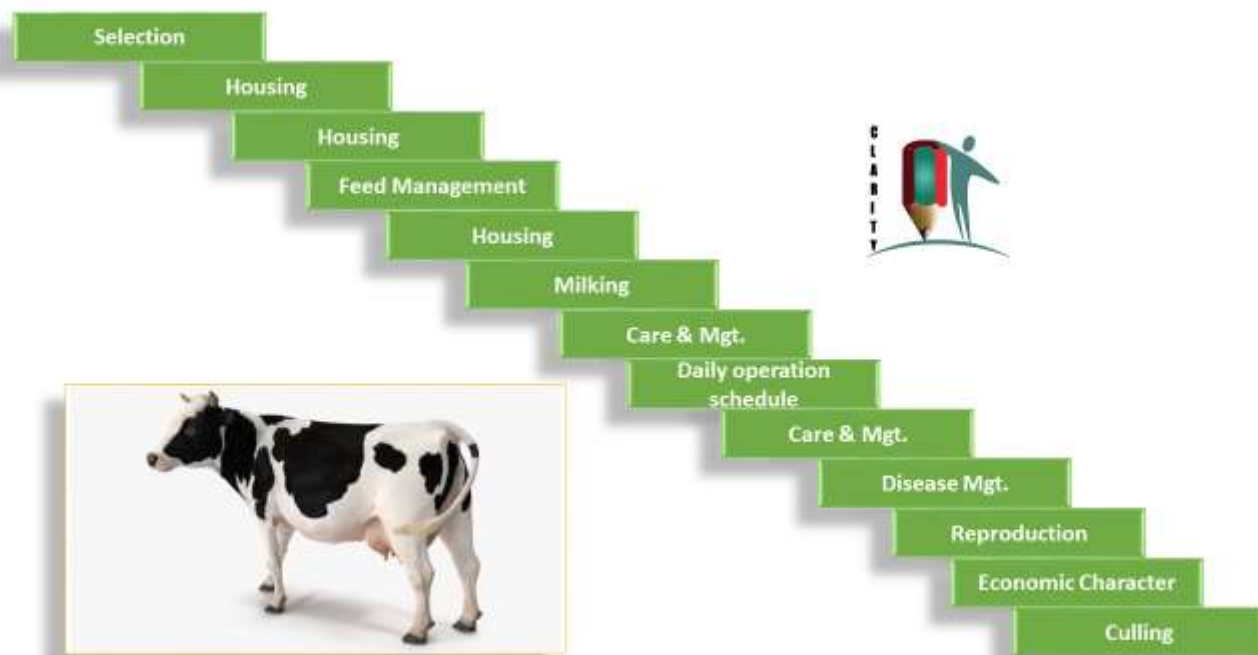 Selection
Housing
Housing
CLARITY
Feed Management
Housing
Milking
Care & Mgt.
Daily operation
schedule
Care & Mgt.
Disease Mgt.
Reproduction
Economic Character
Culling